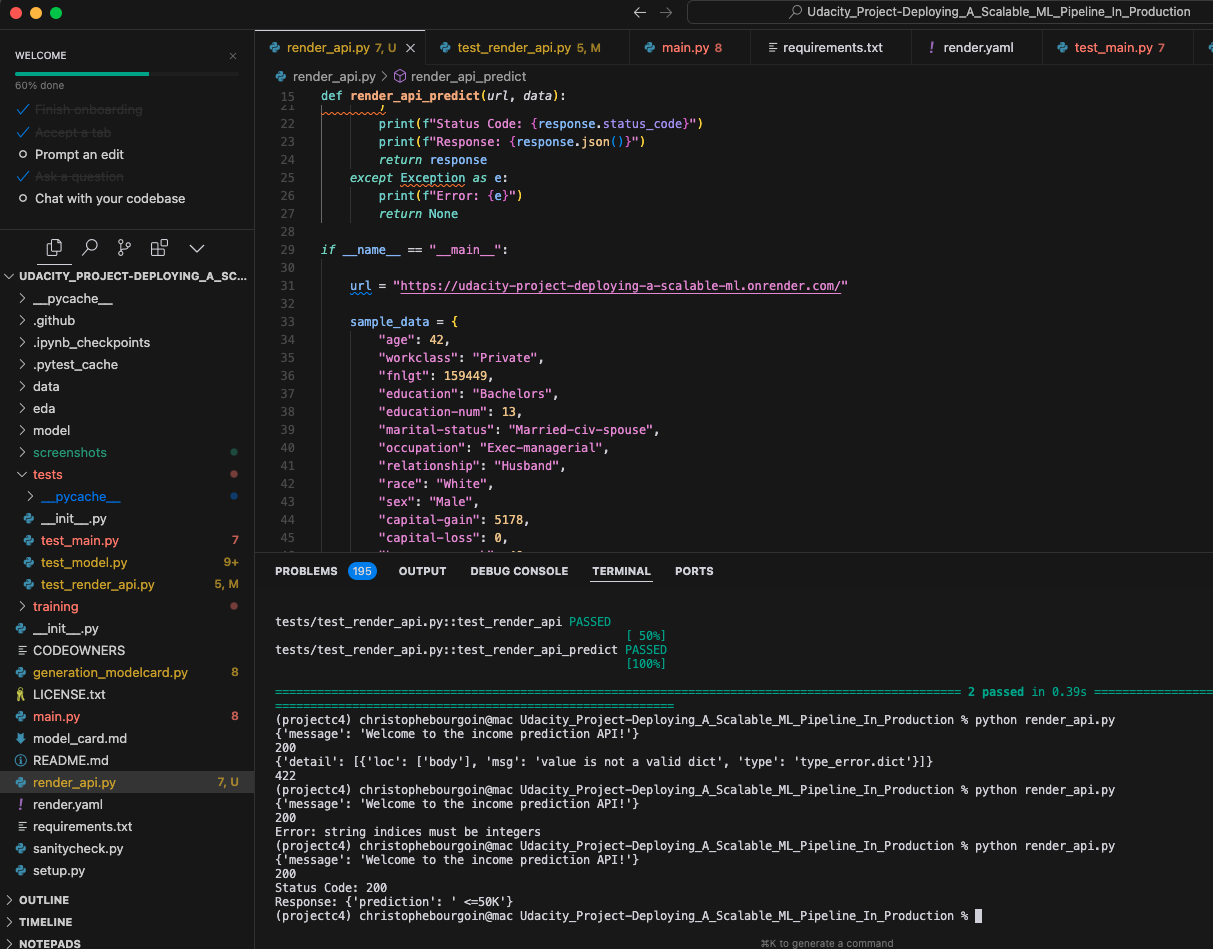 Udacity_Project-Deploying_A_Scalable_ML_Pipeline_In_Production
WELCOME
60% done
Finish onboarding
Accept a tab
Prompt an edit
Ask a question
Chat with your codebase
UDACITY_PROJECT-DEPLOYING_A_SC...
__pycache__
.github
.ipynb_checkpoints
.pytest_cache
data
eda
model
screenshots
tests
__pycache__
__init__.py
test_main.py 7
test_model.py 9+
test_render_api.py 5, M
training
__init__.py
CODEOWNERS
generation_modelcard.py 8
LICENSE.txt
main.py 8
model_card.md
README.md
render_api.py 7, U
render.yaml
requirements.txt
sanitycheck.py
setup.py
OUTLINE
TIMELINE
NOTEPADS
render_api.py 7, U
test_render_api.py 5, M
main.py 8
requirements.txt
render.yaml
test_main.py 7
render_api.py > render_api_predict
15 def render_api_predict(url, data):
21 )
22 print(f"Status Code: {response.status_code}")
23 print(f"Response: {response.json()}")
24 return response
25 except Exception as e:
26 print(f"Error: {e}")
27 return None
28
29 if __name__ == "__main__":
30
31 url = "https://udacity-project-deploying-a-scalable-ml.onrender.com/"
32
33 sample_data = {
34 "age": 42,
35 "workclass": "Private",
36 "fnlgt": 159449,
37 "education": "Bachelors",
38 "education-num": 13,
39 "marital-status": "Married-civ-spouse",
40 "occupation": "Exec-managerial",
41 "relationship": "Husband",
42 "race": "White",
43 "sex": "Male",
44 "capital-gain": 5178,
45 "capital-loss": 0,
PROBLEMS 195 OUTPUT DEBUG CONSOLE TERMINAL PORTS
tests/test_render_api.py::test_render_api PASSED
[ 50%]
tests/test_render_api.py::test_render_api_predict PASSED
[100%]
2 passed in 0.39s
(projectc4) christophebourgoin@mac Udacity_Project-Deploying_A_Scalable_ML_Pipeline_In_Production % python render_api.py
{'message': 'Welcome to the income prediction API!'}
200
{'detail': [{'loc': ['body'], 'msg': 'value is not a valid dict', 'type': 'type_error.dict'}]}
422
(projectc4) christophebourgoin@mac Udacity_Project-Deploying_A_Scalable_ML_Pipeline_In_Production % python render_api.py
{'message': 'Welcome to the income prediction API!'}
200
Error: string indices must be integers
(projectc4) christophebourgoin@mac Udacity_Project-Deploying_A_Scalable_ML_Pipeline_In_Production % python render_api.py
{'message': 'Welcome to the income prediction API!'}
200
Status Code: 200
Response: {'prediction': ' <=50K'}
(projectc4) christophebourgoin@mac Udacity_Project-Deploying_A_Scalable_ML_Pipeline_In_Production %
⌘K to generate a command